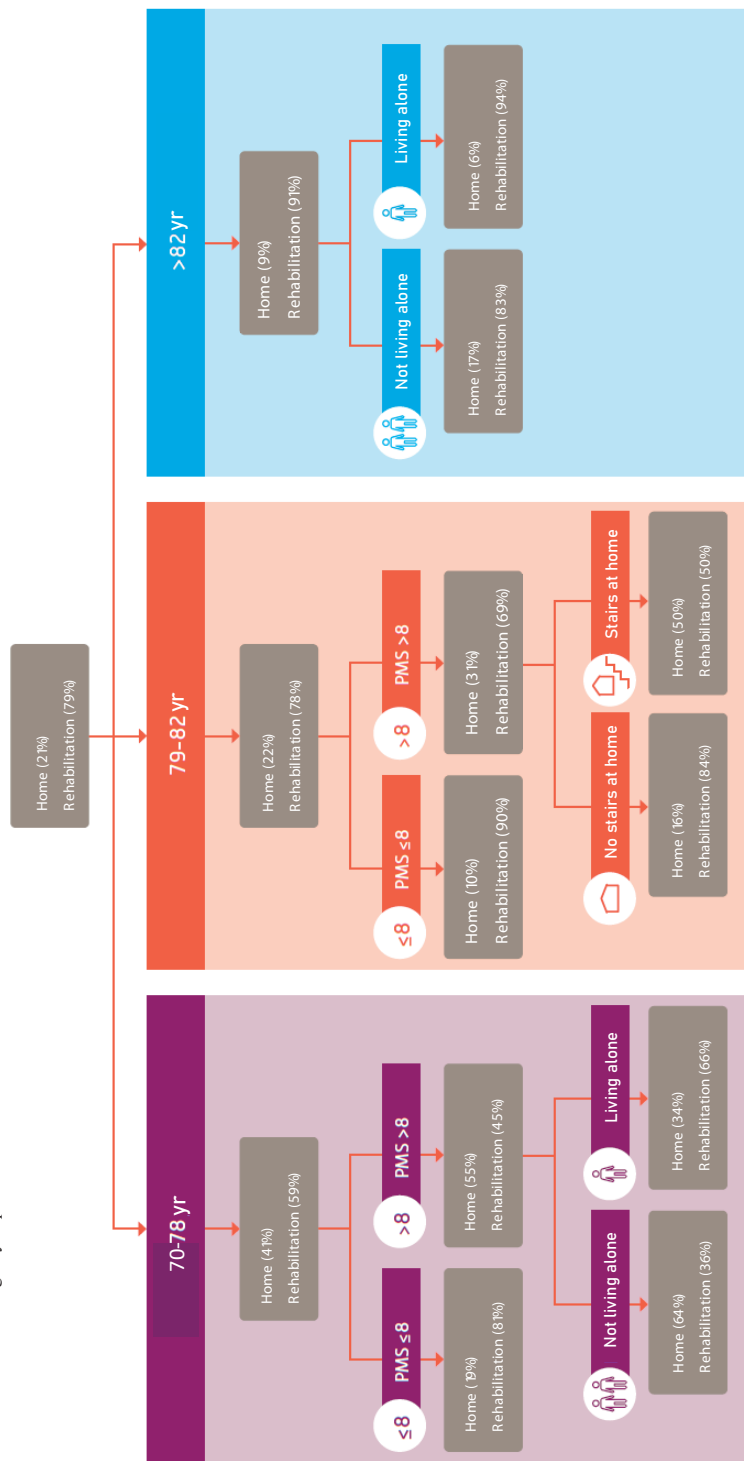 Home (21%)
Rehabilitation (79%)
70-78 yr
Home (41%)
Rehabilitation (59%)
≤8
PMS ≤8
Home (19%)
Rehabilitation (81%)
>8
PMS >8
Home (55%)
Rehabilitation (45%)
Not living alone
Home (64%)
Rehabilitation (36%)
Living alone
Home (34%)
Rehabilitation (66%)
79-82 yr
Home (22%)
Rehabilitation (78%)
≤8
PMS ≤8
Home (10%)
Rehabilitation (90%)
>8
PMS >8
Home (31%)
Rehabilitation (69%)
No stairs at home
Home (16%)
Rehabilitation (84%)
Stairs at home
Home (50%)
Rehabilitation (50%)
>82 yr
Home (9%)
Rehabilitation (91%)
Not living alone
Home (17%)
Rehabilitation (83%)
Living alone
Home (6%)
Rehabilitation (94%)